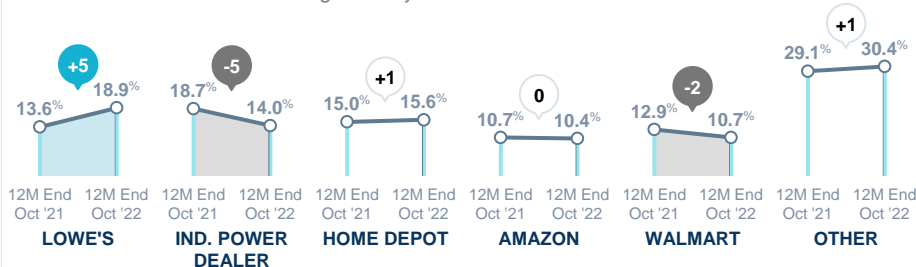 +5
13.6%
18.9%
12M End
Oct '21
12M End
Oct '22
LOWE'S
-5
18.7%
14.0%
12M End
Oct '21
12M End
Oct '22
IND. POWER
DEALER
+1
15.0%
15.6%
12M End
Oct '21
12M End
Oct '22
HOME DEPOT
0
10.7%
10.4%
12M End
Oct '21
12M End
Oct '22
AMAZON
-2
12.9%
10.7%
12M End
Oct '21
12M End
Oct '22
WALMART
+1
29.1%
30.4%
12M End
Oct '21
12M End
Oct '22
OTHER